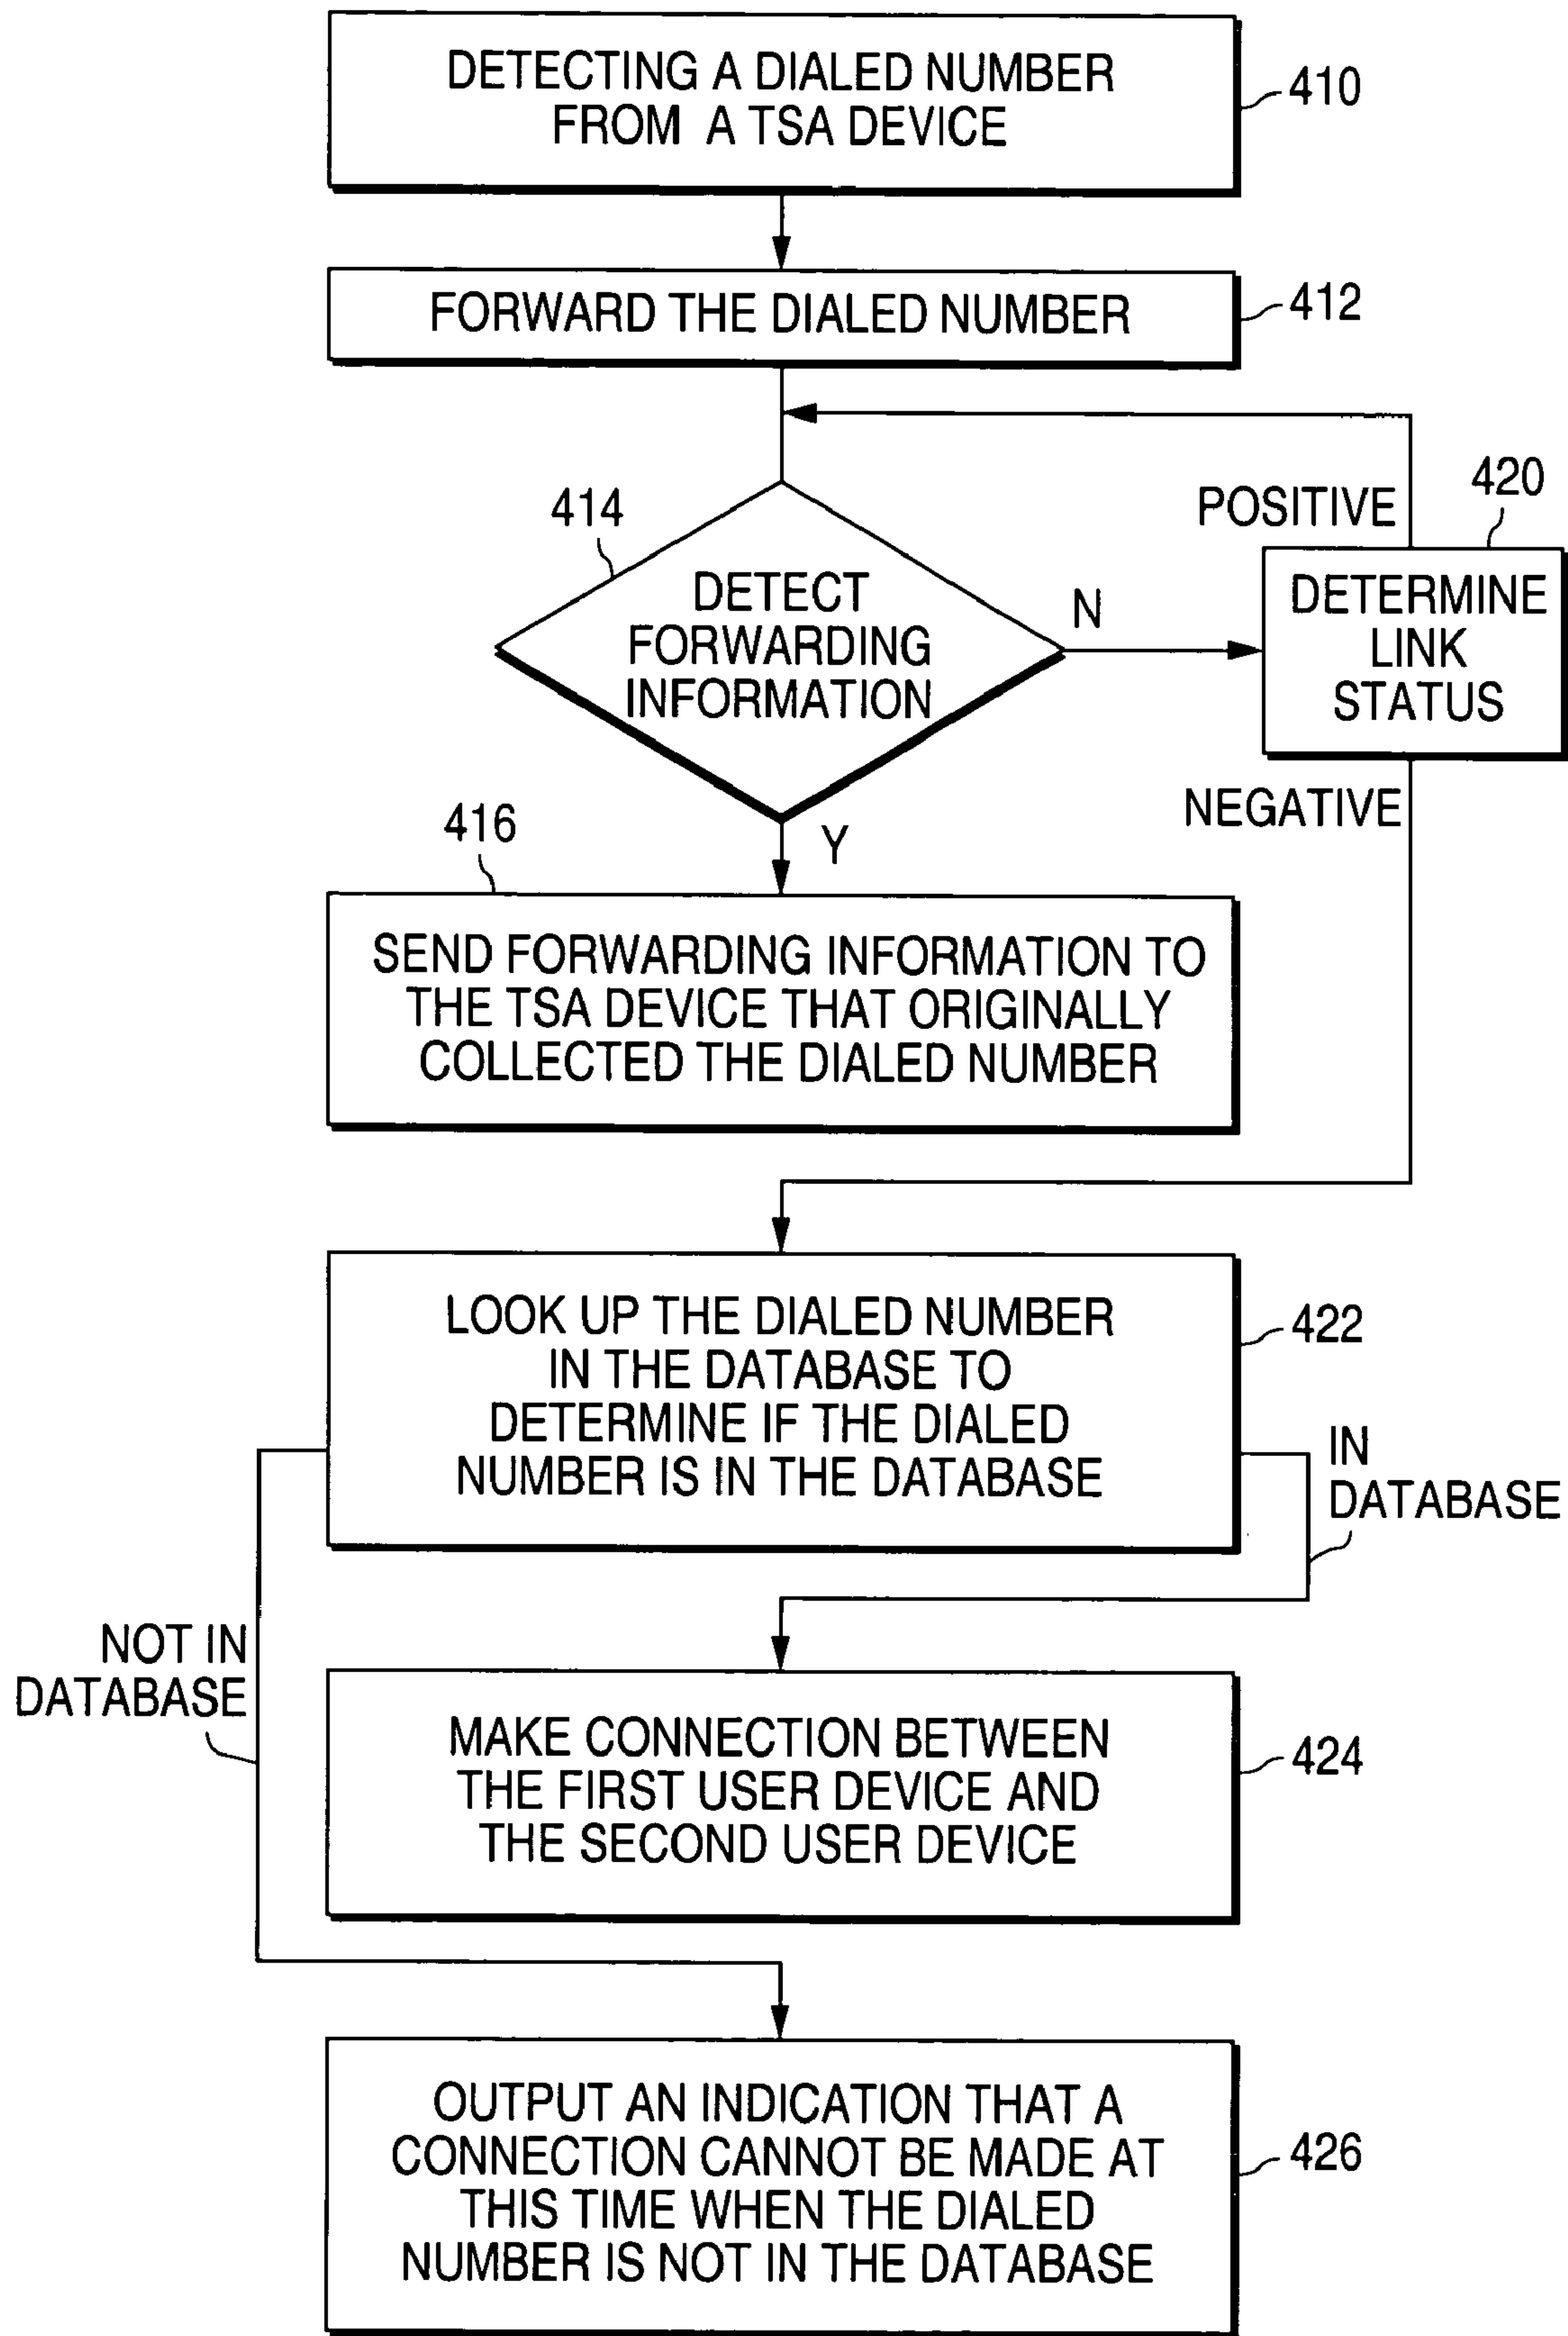 DETECTING A DIALED NUMBER
FROM A TSA DEVICE
410
FORWARD THE DIALED NUMBER
412
414
DETECT
FORWARDING
INFORMATION
N
POSITIVE
420
DETERMINE
LINK
STATUS
NEGATIVE
Y
416
SEND FORWARDING INFORMATION TO
THE TSA DEVICE THAT ORIGINALLY
COLLECTED THE DIALED NUMBER
LOOK UP THE DIALED NUMBER
IN THE DATABASE TO
DETERMINE IF THE DIALED
NUMBER IS IN THE DATABASE
422
IN
DATABASE
NOT IN
DATABASE
MAKE CONNECTION BETWEEN
THE FIRST USER DEVICE AND
THE SECOND USER DEVICE
424
OUTPUT AN INDICATION THAT A
CONNECTION CANNOT BE MADE AT
THIS TIME WHEN THE DIALED
NUMBER IS NOT IN THE DATABASE
426